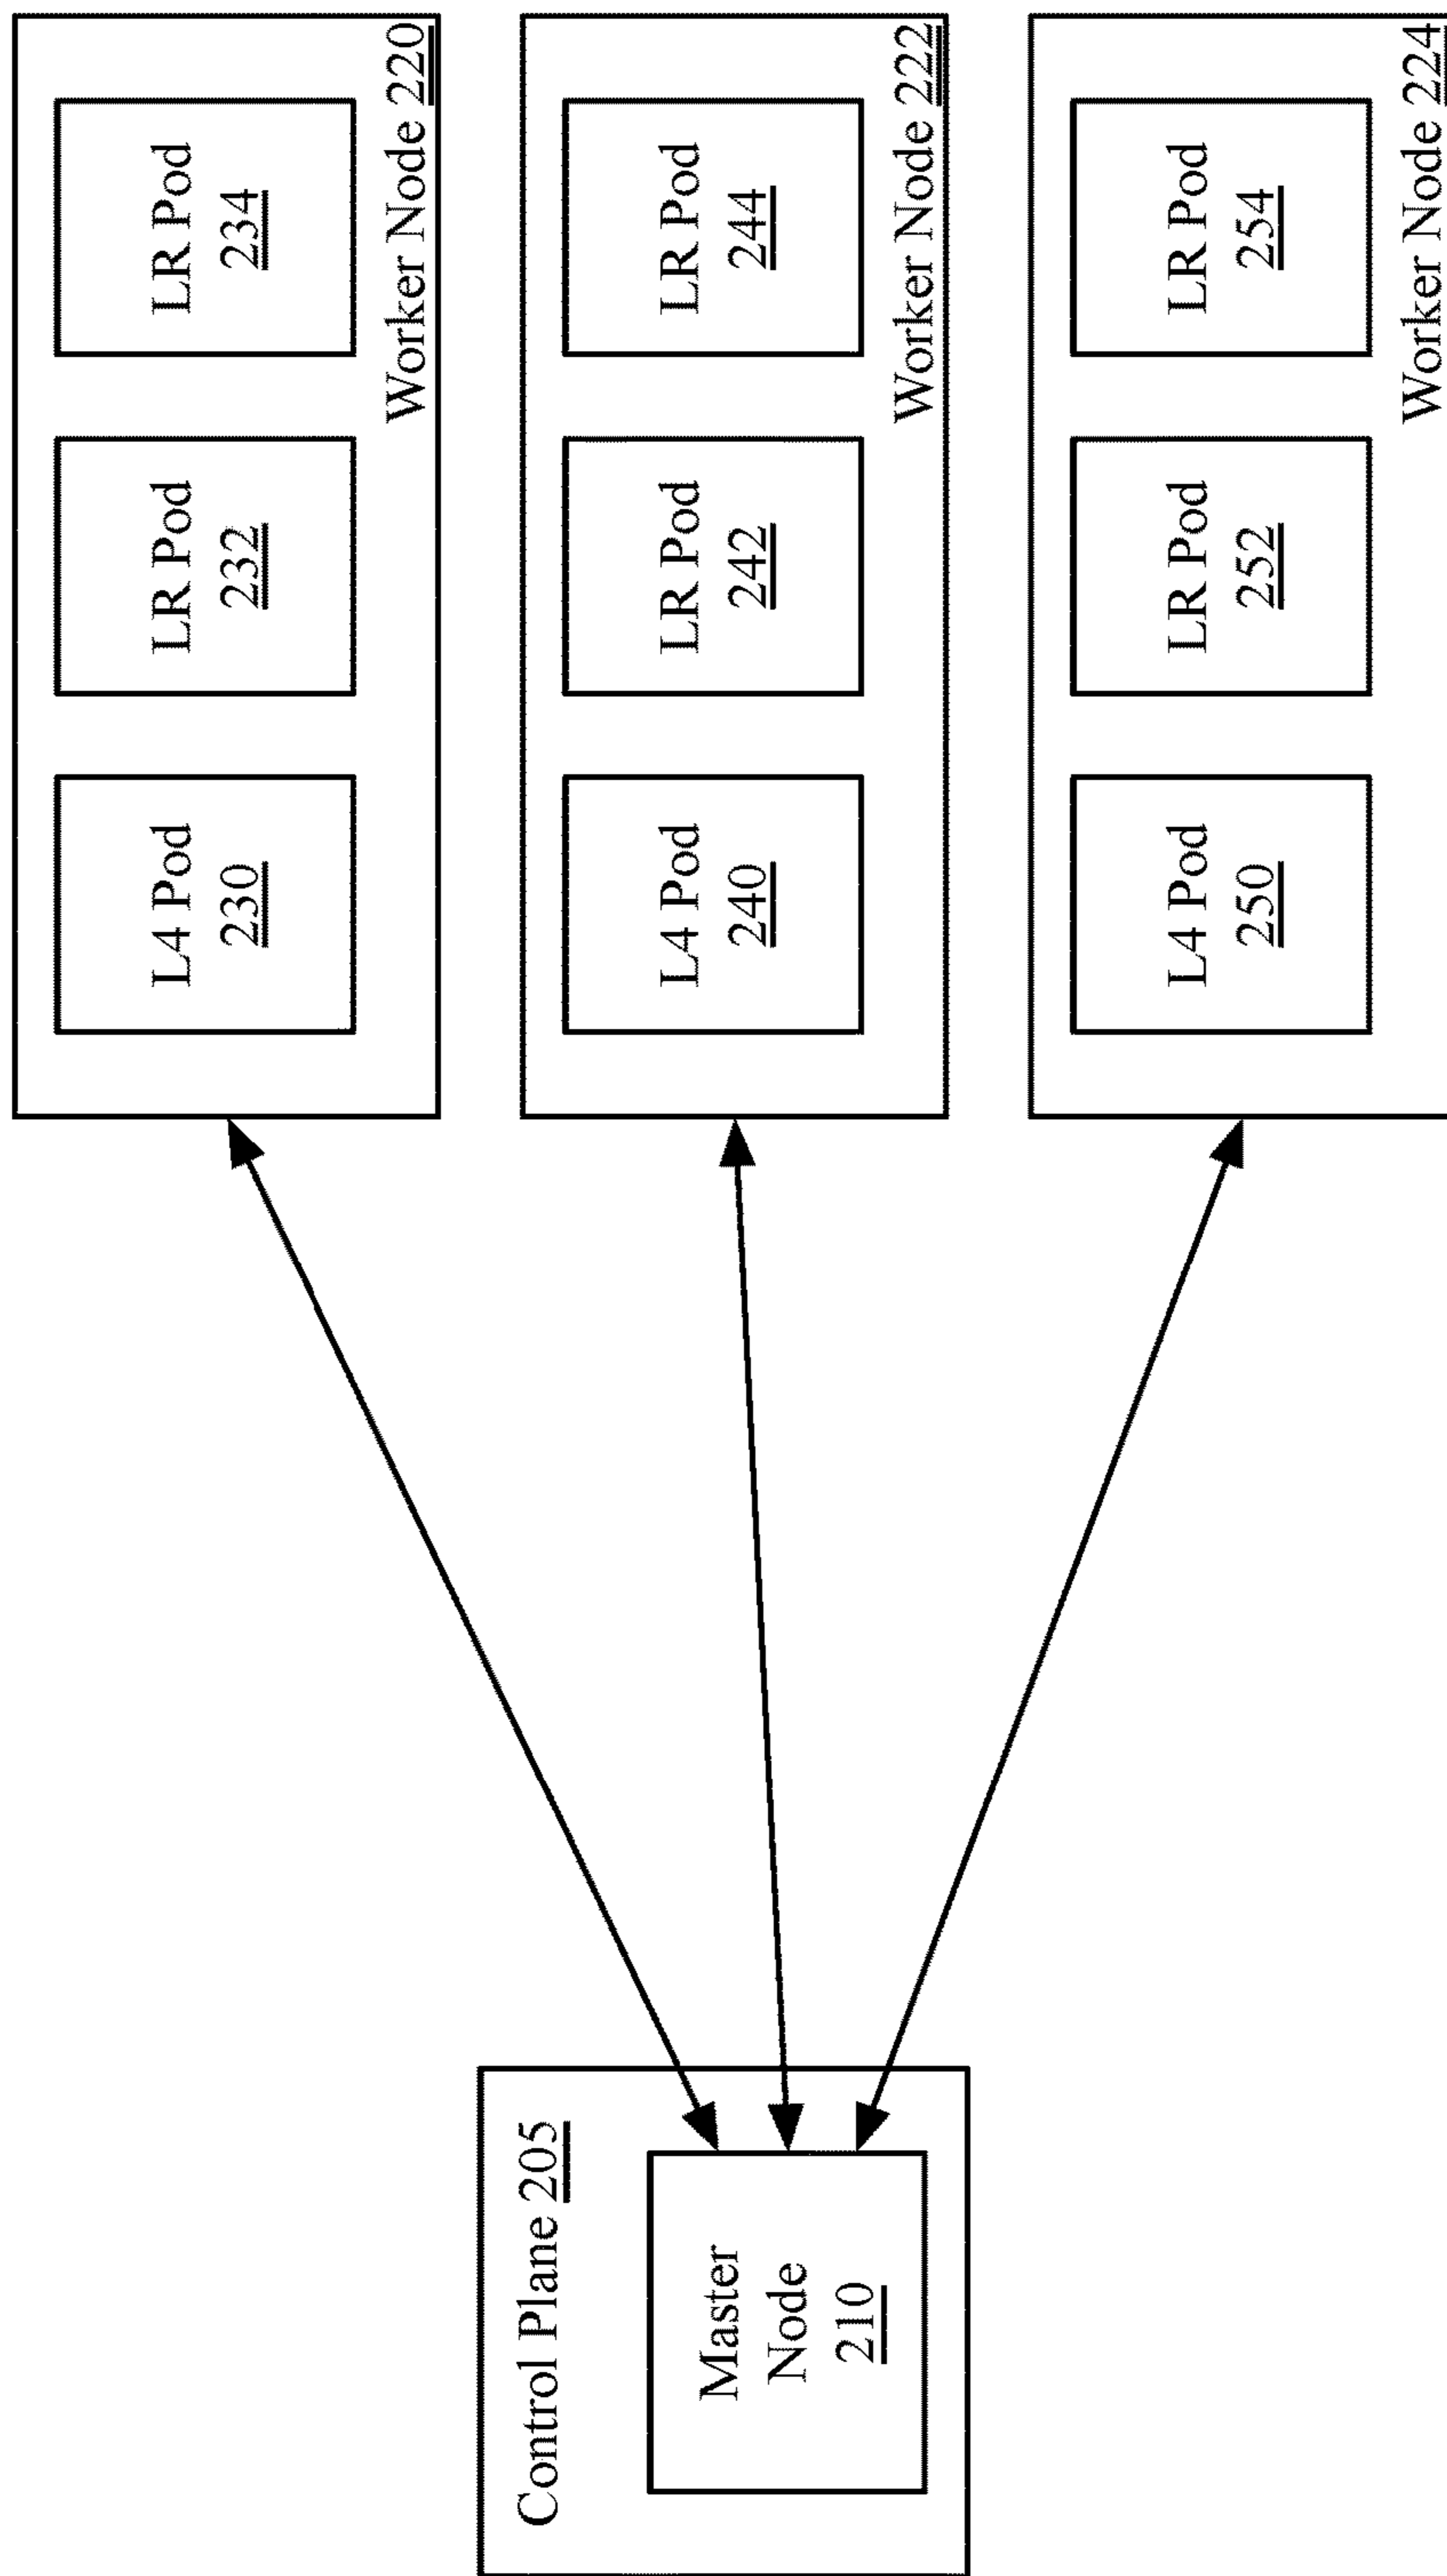 Control Plane 205
Master
Node
210
L4 Pod
230
LR Pod
232
LR Pod
234
Worker Node 220
L4 Pod
240
LR Pod
242
LR Pod
244
Worker Node 222
L4 Pod
250
LR Pod
252
LR Pod
254
Worker Node 224